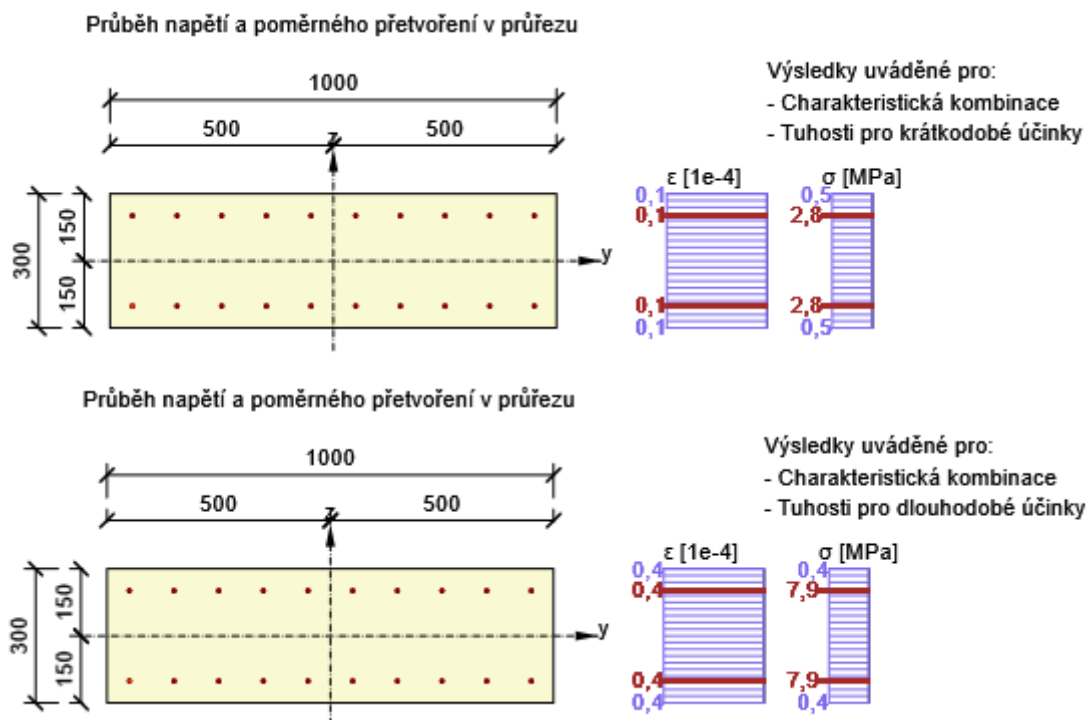 Průběh napětí a poměrného přetvoření v průřezu
Výsledky uváděné pro:
- Charakteristická kombinace
- Tuhosti pro krátkodobé účinky
1000
500 500
z
y
300
150
150
ε [1e-4] σ [MPa]
0,1 0,5
0,1 2,8
0,1 2,8
0,1 0,5
Průběh napětí a poměrného přetvoření v průřezu
Výsledky uváděné pro:
- Charakteristická kombinace
- Tuhosti pro dlouhodobé účinky
1000
500 500
z
y
300
150
150
ε [1e-4] σ [MPa]
0,4 0,4
0,4 7,9
0,4 7,9
0,4 0,4